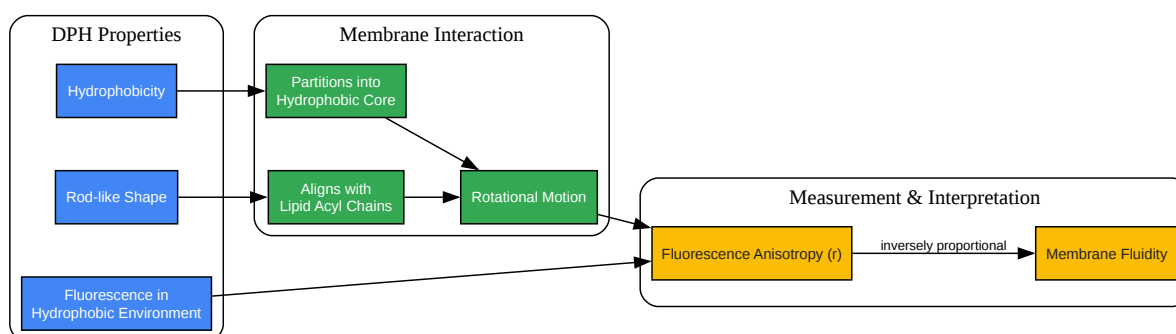 DPH Properties
Hydrophobicity
Rod-like Shape
Fluorescence in
Hydrophobic Environment
Membrane Interaction
Partitions into
Hydrophobic Core
Aligns with
Lipid Acyl Chains
Rotational Motion
Measurement & Interpretation
Fluorescence Anisotropy (r)
inversely proportional
Membrane Fluidity